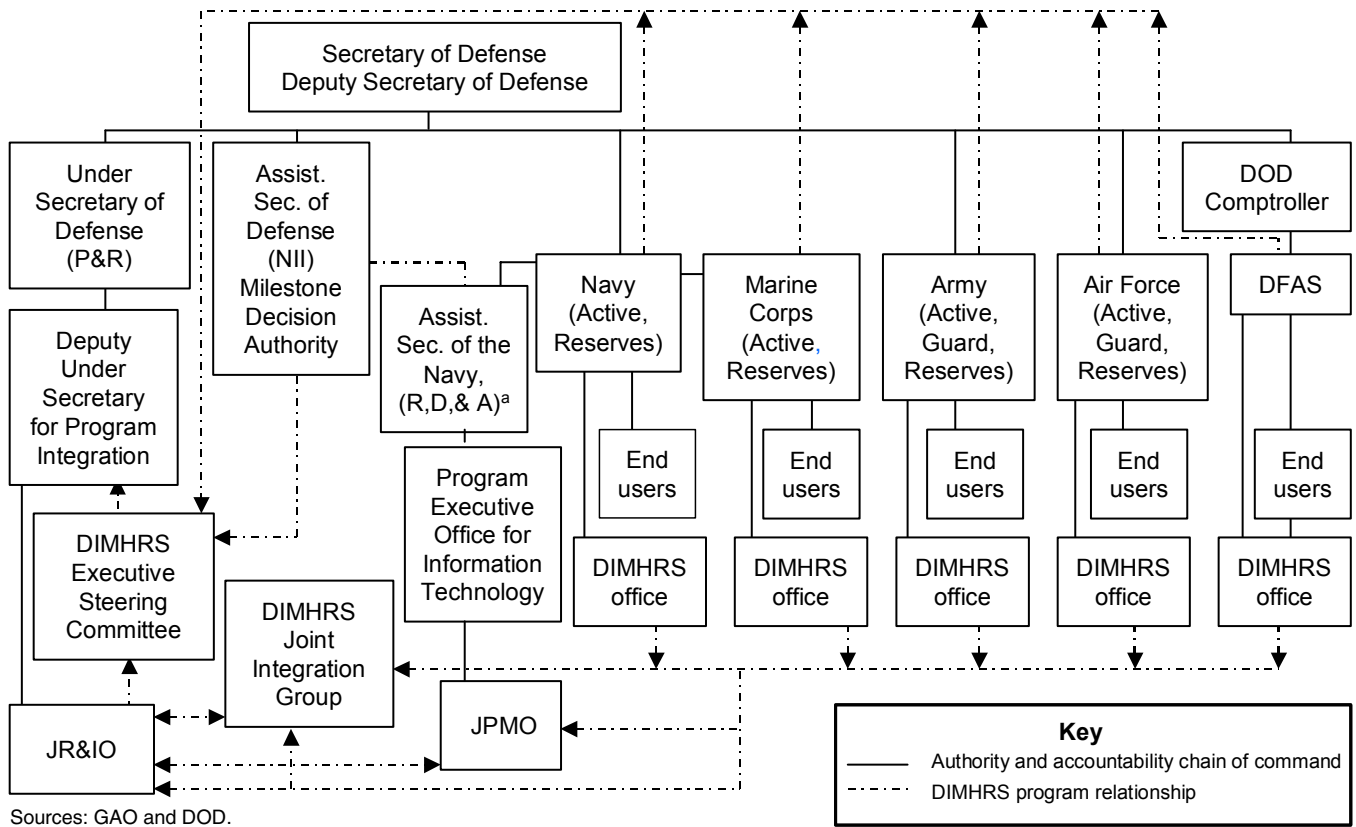 Secretary of Defense
Deputy Secretary of Defense
Under
Secretary of
Defense
(P&R)
Assist.
Sec. of
Defense
(NII)
Milestone
Decision
Authority
DOD
Comptroller
Deputy
Under
Secretary
for Program
Integration
Assist.
Sec. of the
Navy,
(R,D,& A)ᵃ
Navy
(Active,
Reserves)
Marine
Corps
(Active,
Reserves)
Army
(Active,
Guard,
Reserves)
Air Force
(Active,
Guard,
Reserves)
DFAS
End
users
End
users
End
users
End
users
End
users
DIMHRS
Executive
Steering
Committee
Program
Executive
Office for
Information
Technology
DIMHRS
office
DIMHRS
office
DIMHRS
office
DIMHRS
office
DIMHRS
office
DIMHRS
Joint
Integration
Group
JR&IO
JPMO
Key
Authority and accountability chain of command
DIMHRS program relationship
Sources: GAO and DOD.